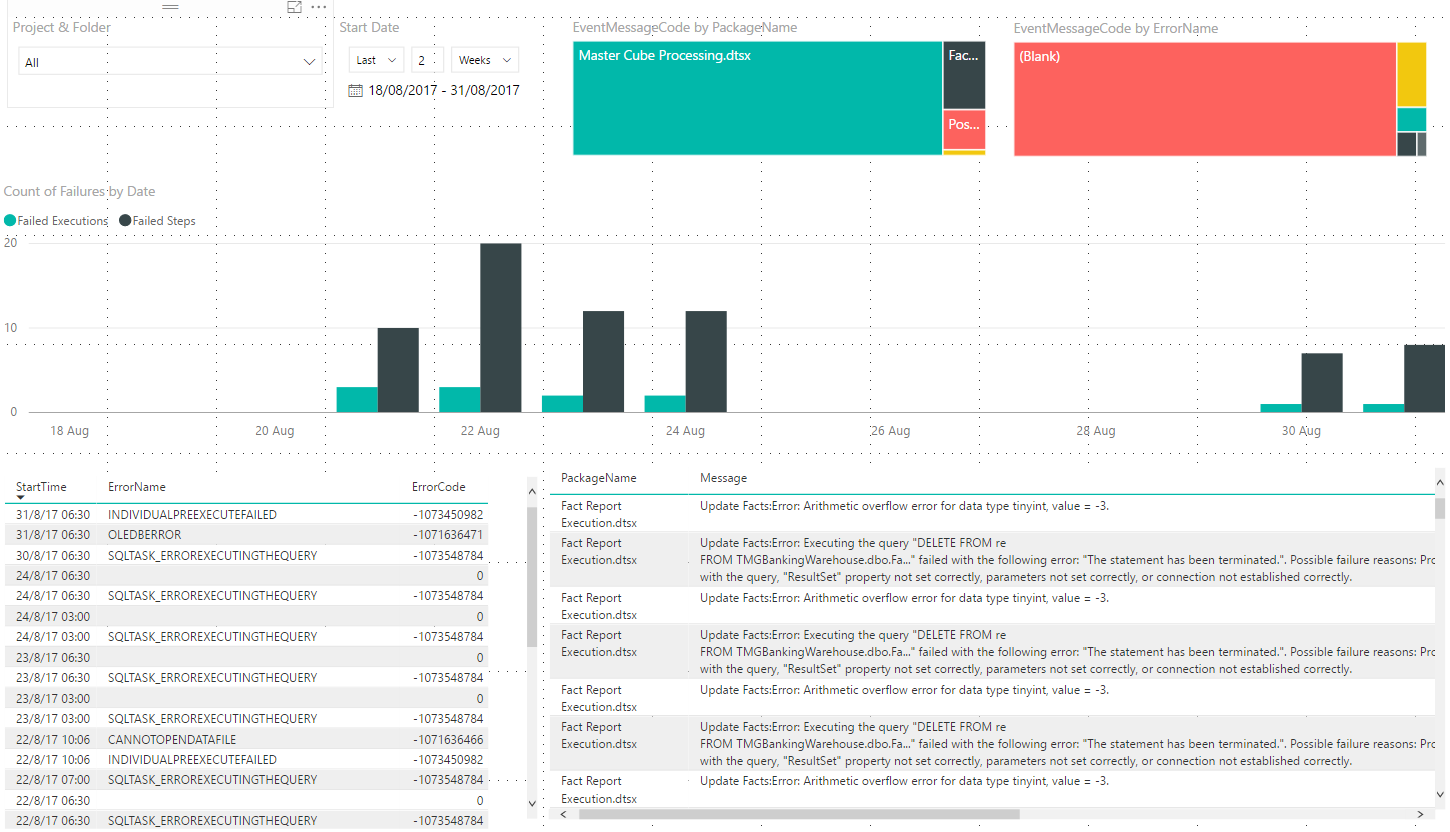 Project & Folder
All
Start Date
Last 2 Weeks
18/08/2017 - 31/08/2017
EventMessageCode by PackageName
Master Cube Processing.dtsx
Fac...
Pos...
EventMessageCode by ErrorName
(Blank)
Count of Failures by Date
Failed Executions Failed Steps
20
10
0
18 Aug 20 Aug 22 Aug 24 Aug 26 Aug 28 Aug 30 Aug
StartTime ErrorName ErrorCode
31/8/17 06:30 INDIVIDUALPREEXECUTEFAILED -1073450982
31/8/17 06:30 OLEDBERROR -1071636471
30/8/17 06:30 SQLTASK_ERROREXECUTINGTHEQUERY -1073548784
24/8/17 06:30 0
24/8/17 06:30 SQLTASK_ERROREXECUTINGTHEQUERY -1073548784
24/8/17 03:00 0
24/8/17 03:00 SQLTASK_ERROREXECUTINGTHEQUERY -1073548784
23/8/17 06:30 0
23/8/17 06:30 SQLTASK_ERROREXECUTINGTHEQUERY -1073548784
23/8/17 03:00 0
23/8/17 03:00 SQLTASK_ERROREXECUTINGTHEQUERY -1073548784
22/8/17 10:06 CANNOTOPENDATAFILE -1071636466
22/8/17 10:06 INDIVIDUALPREEXECUTEFAILED -1073450982
22/8/17 07:00 SQLTASK_ERROREXECUTINGTHEQUERY -1073548784
22/8/17 06:30 0
22/8/17 06:30 SQLTASK_ERROREXECUTINGTHEQUERY -1073548784
PackageName Message
Fact Report Update Facts:Error: Arithmetic overflow error for data type tinyint, value = -3.
Execution.dtsx
Fact Report Update Facts:Error: Executing the query "DELETE FROM re
Execution.dtsx FROM TMGBankingWarehouse.dbo.Fa..." failed with the following error: "The statement has been terminated.". Possible failure reasons: Pro
with the query, "ResultSet" property not set correctly, parameters not set correctly, or connection not established correctly.
Fact Report Update Facts:Error: Arithmetic overflow error for data type tinyint, value = -3.
Execution.dtsx
Fact Report Update Facts:Error: Executing the query "DELETE FROM re
Execution.dtsx FROM TMGBankingWarehouse.dbo.Fa..." failed with the following error: "The statement has been terminated.". Possible failure reasons: Pro
with the query, "ResultSet" property not set correctly, parameters not set correctly, or connection not established correctly.
Fact Report Update Facts:Error: Arithmetic overflow error for data type tinyint, value = -3.
Execution.dtsx
Fact Report Update Facts:Error: Executing the query "DELETE FROM re
Execution.dtsx FROM TMGBankingWarehouse.dbo.Fa..." failed with the following error: "The statement has been terminated.". Possible failure reasons: Pro
with the query, "ResultSet" property not set correctly, parameters not set correctly, or connection not established correctly.
Fact Report Update Facts:Error: Arithmetic overflow error for data type tinyint, value = -3.
Execution.dtsx